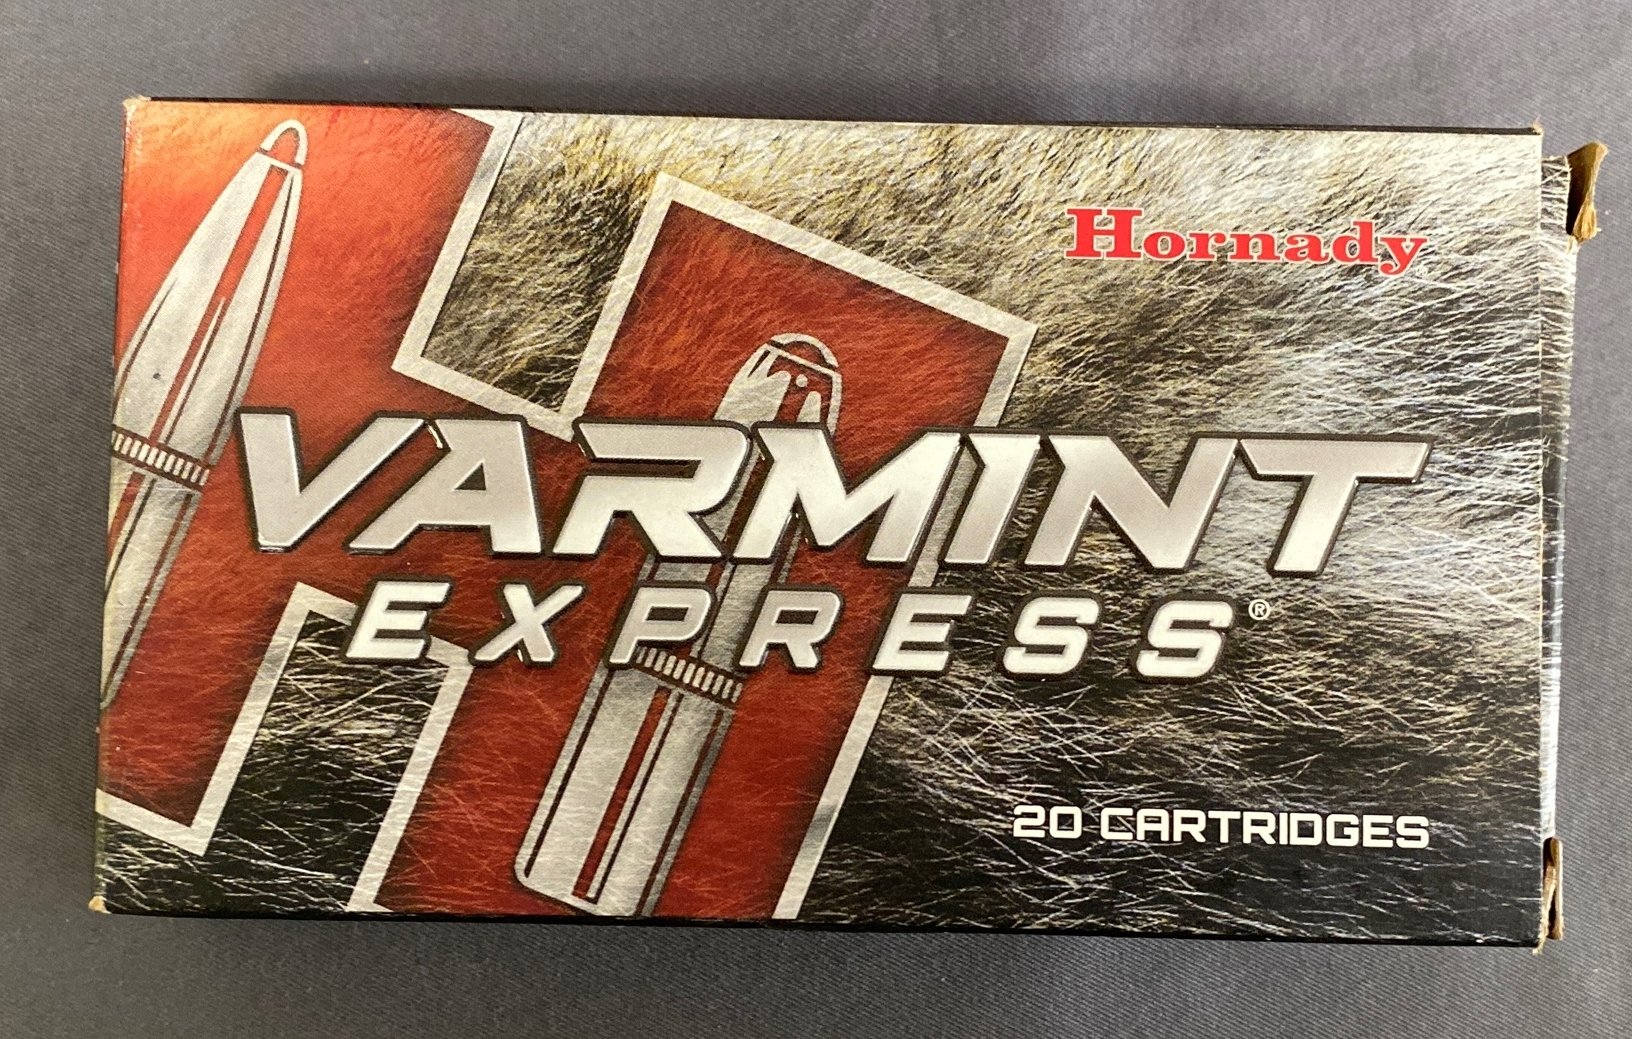 Hornady
VARMINT
EXPRESS®
20 CARTRIDGES